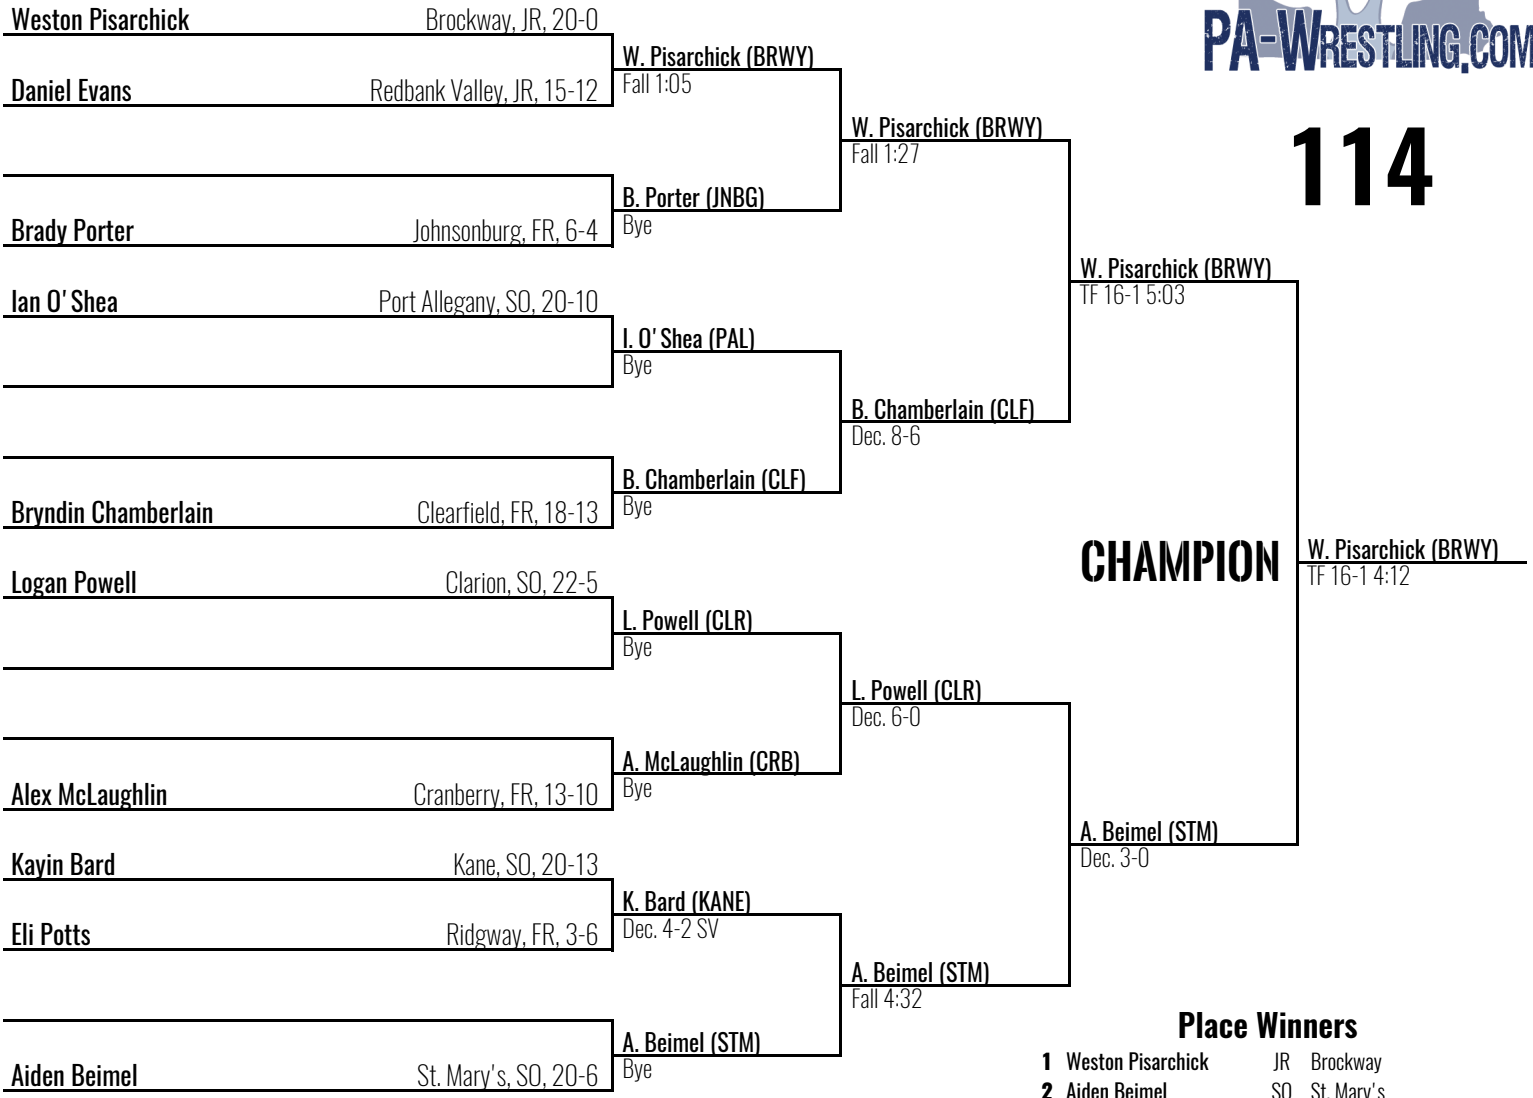 PA-WRESTLING.COM
114
Weston Pisarchick Brockway, JR, 20-0
Daniel Evans Redbank Valley, JR, 15-12
Brady Porter Johnsonburg, FR, 6-4
Ian O'Shea Port Allegany, SO, 20-10
Bryndin Chamberlain Clearfield, FR, 18-13
Logan Powell Clarion, SO, 22-5
Alex McLaughlin Cranberry, FR, 13-10
Kayin Bard Kane, SO, 20-13
Eli Potts Ridgway, FR, 3-6
Aiden Beimel St. Mary's, SO, 20-6
W. Pisarchick (BRWY)
Fall 1:05
B. Porter (JNBG)
Bye
I. O'Shea (PAL)
Bye
B. Chamberlain (CLF)
Bye
L. Powell (CLR)
Bye
A. McLaughlin (CRB)
Bye
K. Bard (KANE)
Dec. 4-2 SV
A. Beimel (STM)
Bye
W. Pisarchick (BRWY)
Fall 1:27
B. Chamberlain (CLF)
Dec. 8-6
L. Powell (CLR)
Dec. 6-0
A. Beimel (STM)
Fall 4:32
W. Pisarchick (BRWY)
TF 16-1 5:03
A. Beimel (STM)
Dec. 3-0
CHAMPION
W. Pisarchick (BRWY)
TF 16-1 4:12
Place Winners
1 Weston Pisarchick JR Brockway
2 Aiden Beimel SO St. Mary's